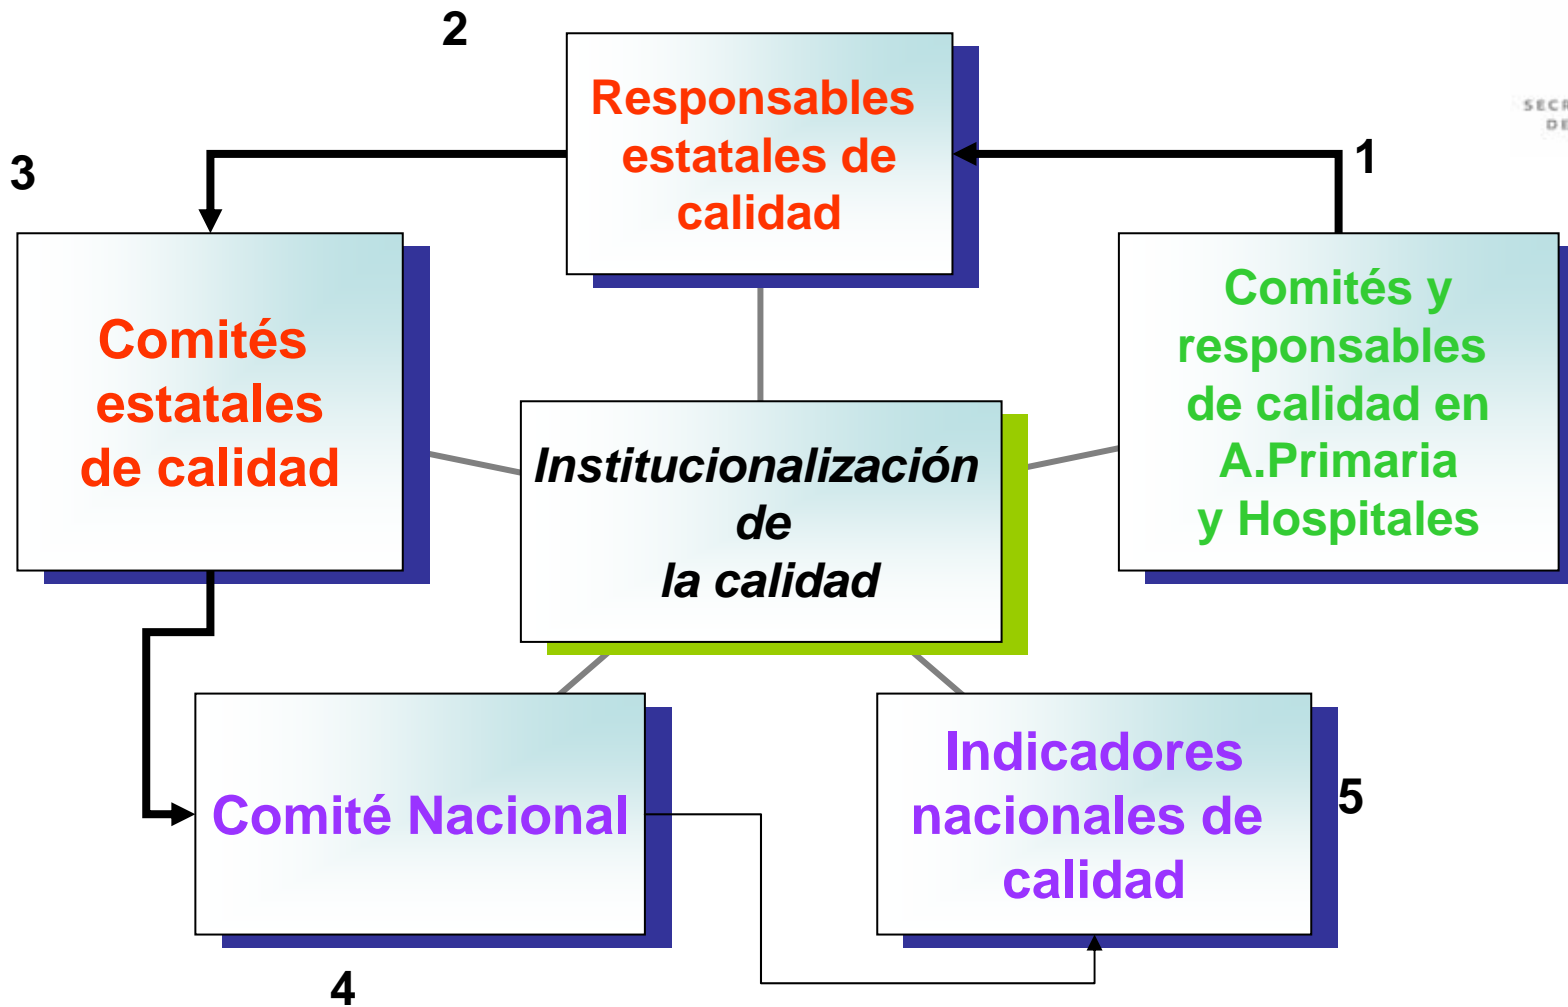 2
Responsables
estatales de
calidad
1
3
Comités
estatales
de calidad
Comités y
responsables
de calidad en
A.Primaria
y Hospitales
Institucionalización
de
la calidad
Comité Nacional
4
Indicadores
nacionales de
calidad
5